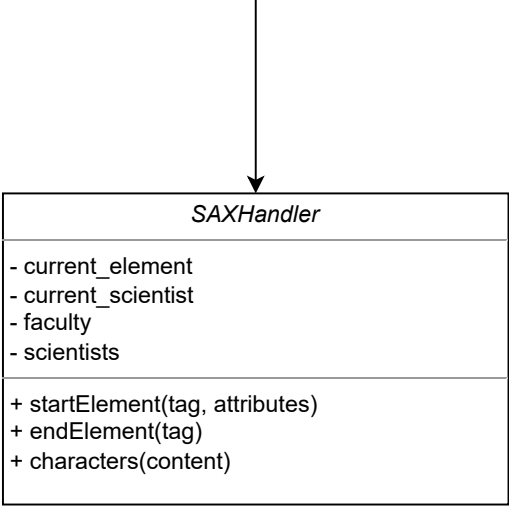 SAXHandler
- current_element
- current_scientist
- faculty
- scientists
+ startElement(tag, attributes)
+ endElement(tag)
+ characters(content)